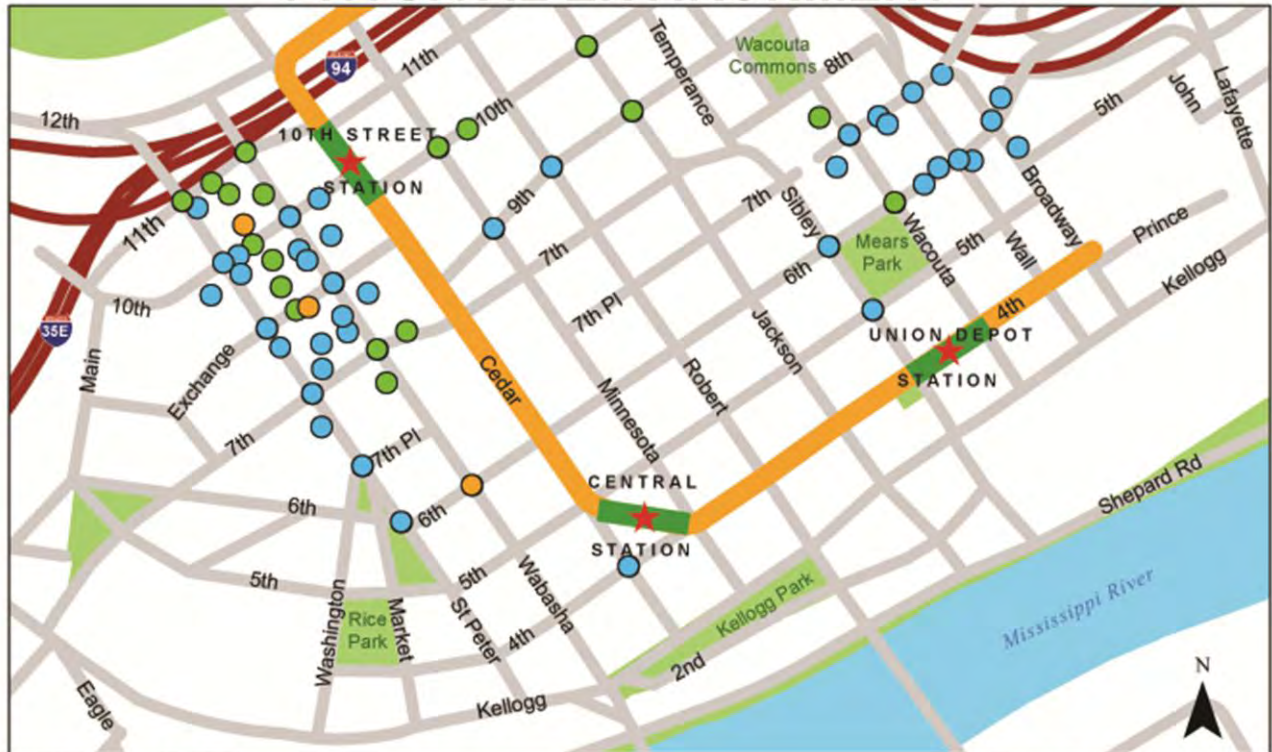 94
11th
Temperance
Wacouta
Commons
8th
5th
John
Lafayette
12th
10th
10TH STREET
STATION
9th
7th
Sibley
Broadway
11th
7th
Mears
Park
Wacouta
5th
Wall
Prince
6th
Kellogg
10th
35E
7th Pl
Jackson
4th
UNION DEPOT
STATION
Main
Exchange
Cedar
Minnesota
Robert
7th
7th Pl
CENTRAL
STATION
6th
6th
Shepard Rd
5th
5th
Wabasha
Kellogg Park
Mississippi River
Washington
Rice
Park
Market
St Peter
4th
2nd
N
Eagle
Kellogg